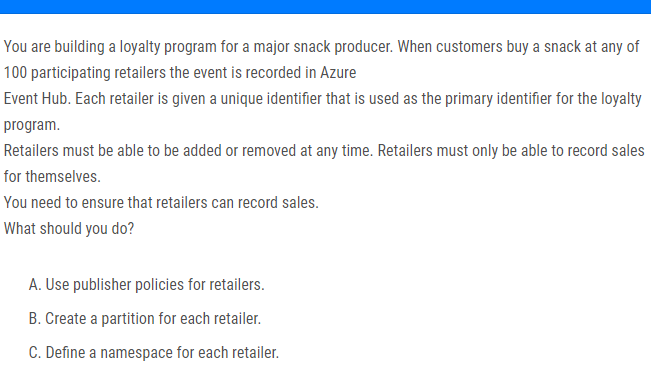 You are building a loyalty program for a major snack producer. When customers buy a snack at any of
100 participating retailers the event is recorded in Azure
Event Hub. Each retailer is given a unique identifier that is used as the primary identifier for the loyalty
program.
Retailers must be able to be added or removed at any time. Retailers must only be able to record sales
for themselves.
You need to ensure that retailers can record sales.
What should you do?
A. Use publisher policies for retailers.
B. Create a partition for each retailer.
C. Define a namespace for each retailer.